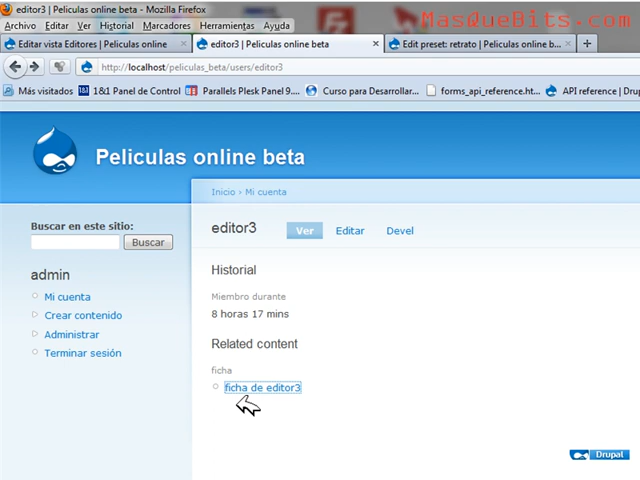 editor3 | Peliculas online beta - Mozilla Firefox
MasQueBits.com
Archivo Editar Ver Historial Marcadores Herramientas Ayuda
Editar vista Editores | Peliculas online
editor3 | Peliculas online beta
Edit preset: retrato | Peliculas online b...
http://localhost/peliculas_beta/users/editor3
Más visitados 1&1 Panel de Control Parallels Plesk Panel 9.... Curso para Desarrollar... forms_api_reference.ht... API reference | Drup
Peliculas online beta
Inicio › Mi cuenta
Buscar en este sitio:
Buscar
admin
Mi cuenta
Crear contenido
Administrar
Terminar sesión
editor3 Ver Editar Devel
Historial
Miembro durante
8 horas 17 mins
Related content
ficha
ficha de editor3
Drupal